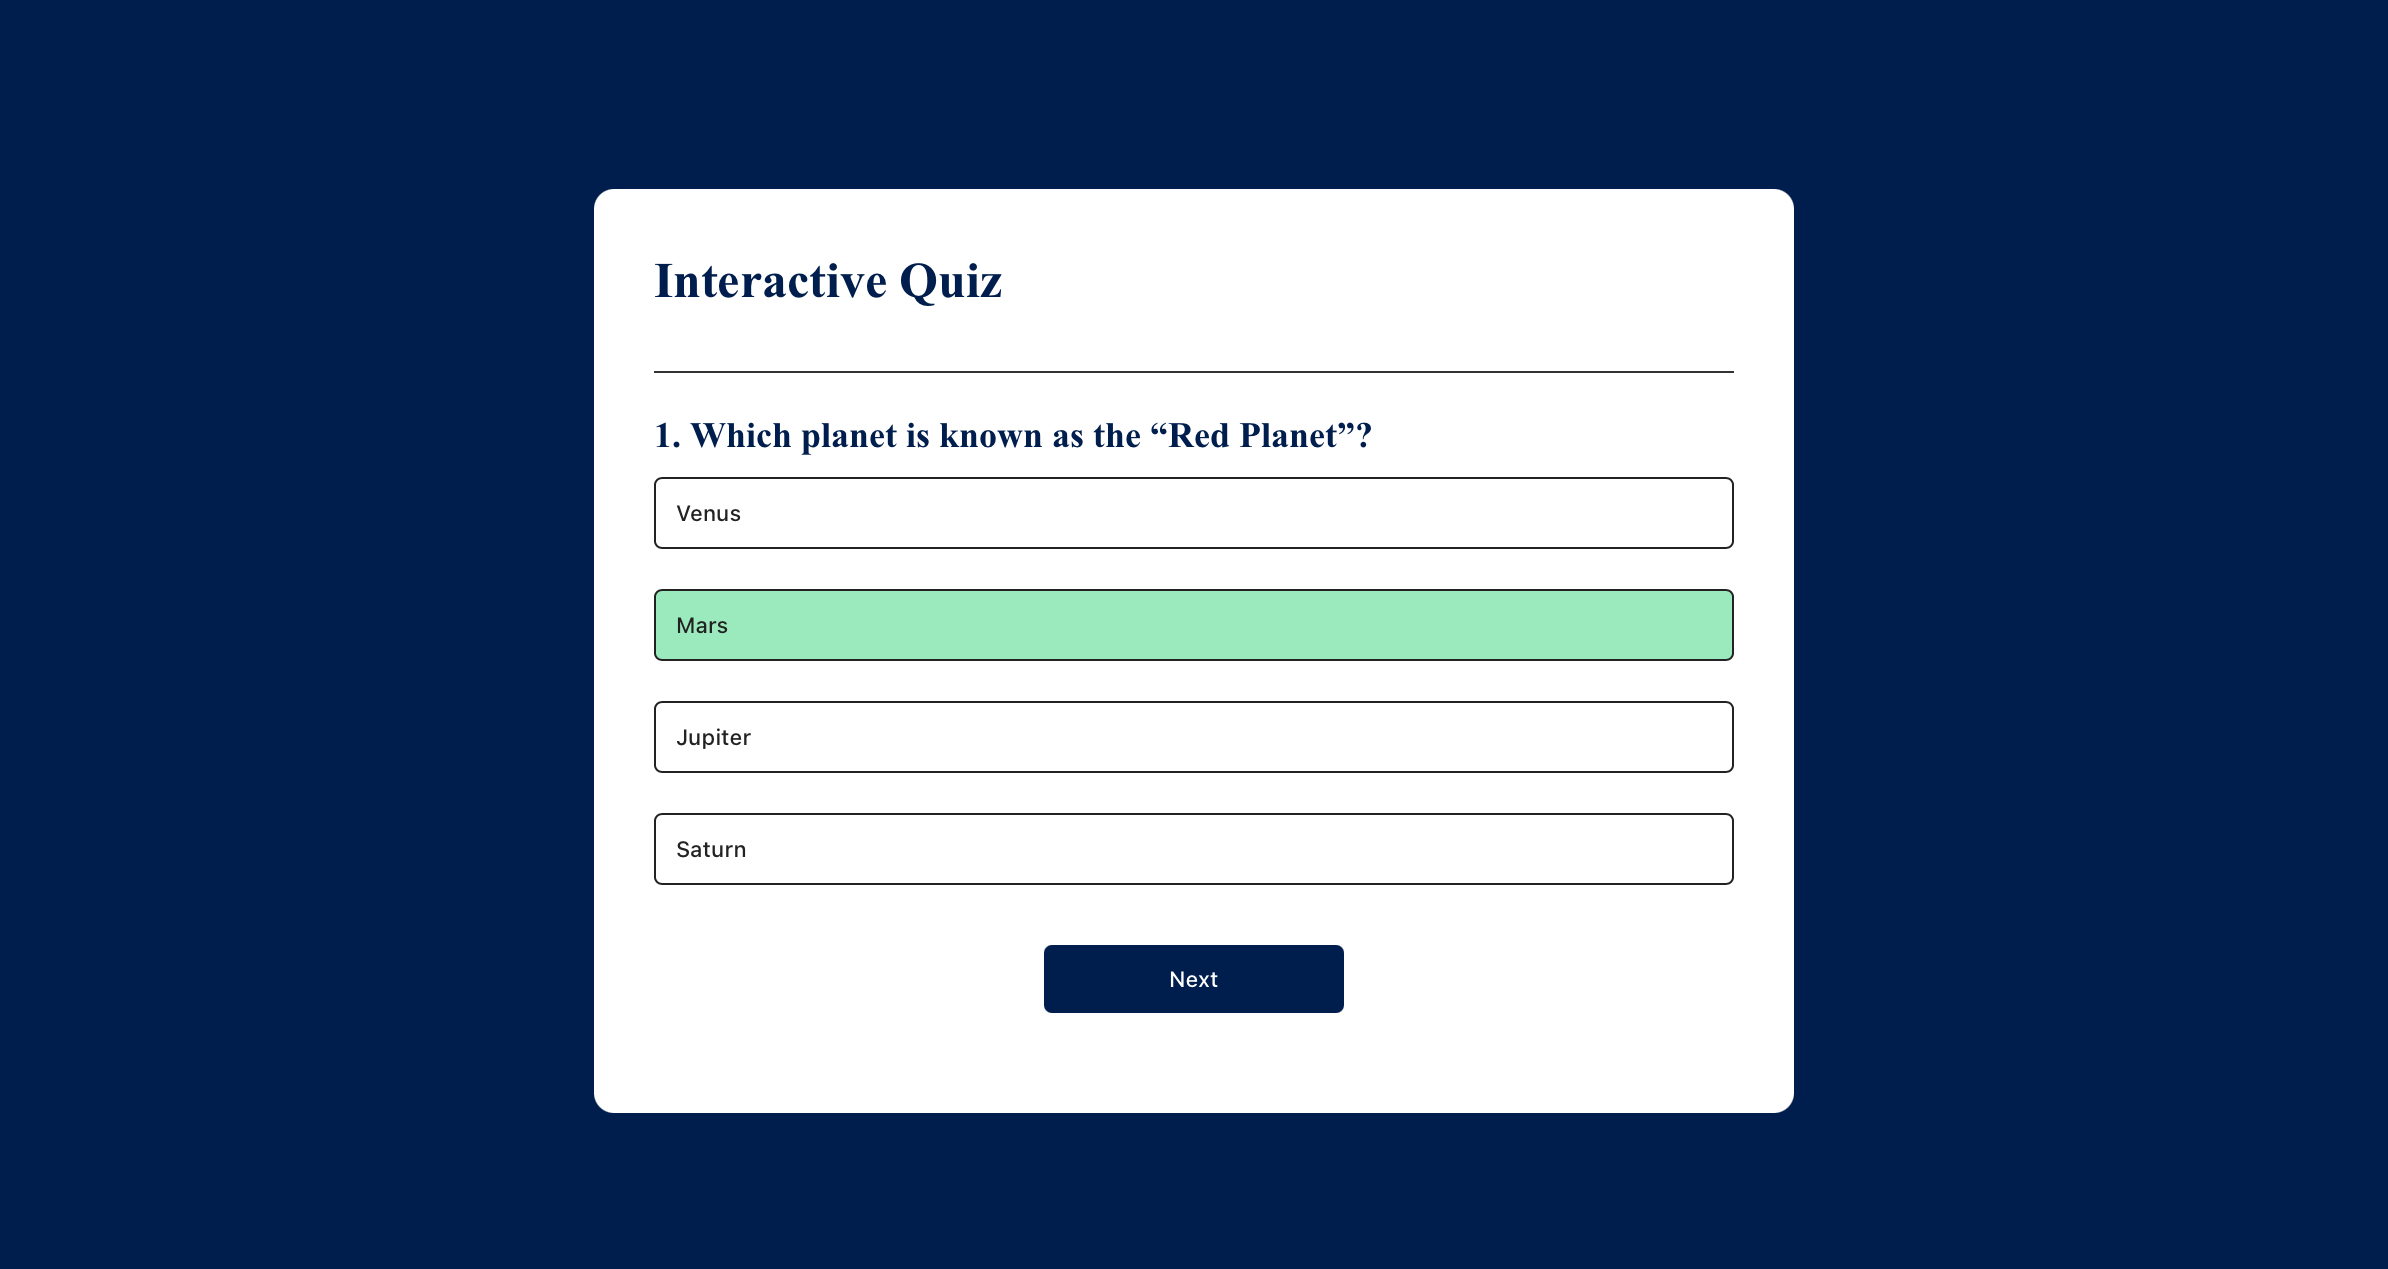 Interactive Quiz
1. Which planet is known as the “Red Planet”?
Venus
Mars
Jupiter
Saturn
Next